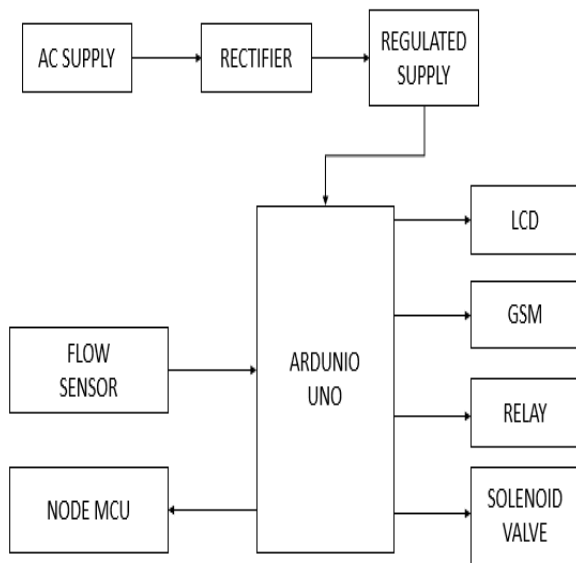 AC SUPPLY
RECTIFIER
REGULATED
SUPPLY
LCD
GSM
FLOW
SENSOR
ARDUNIO
UNO
RELAY
NODE MCU
SOLENOID
VALVE